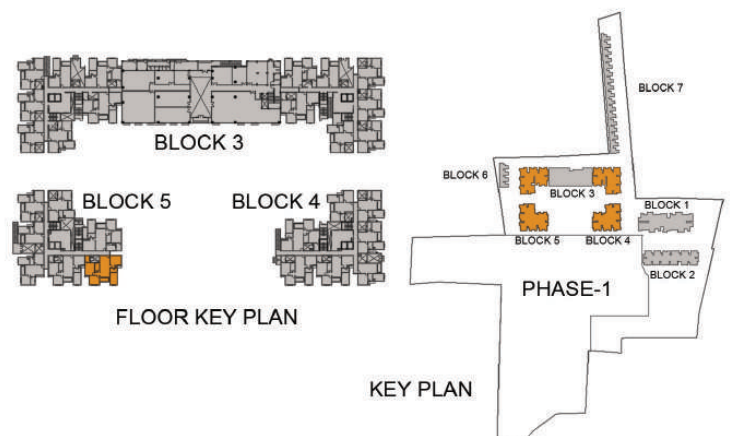 BLOCK 3
BLOCK 5
BLOCK 4
FLOOR KEY PLAN
BLOCK 7
BLOCK 6
BLOCK 3
BLOCK 1
BLOCK 5
BLOCK 4
BLOCK 2
PHASE-1
KEY PLAN